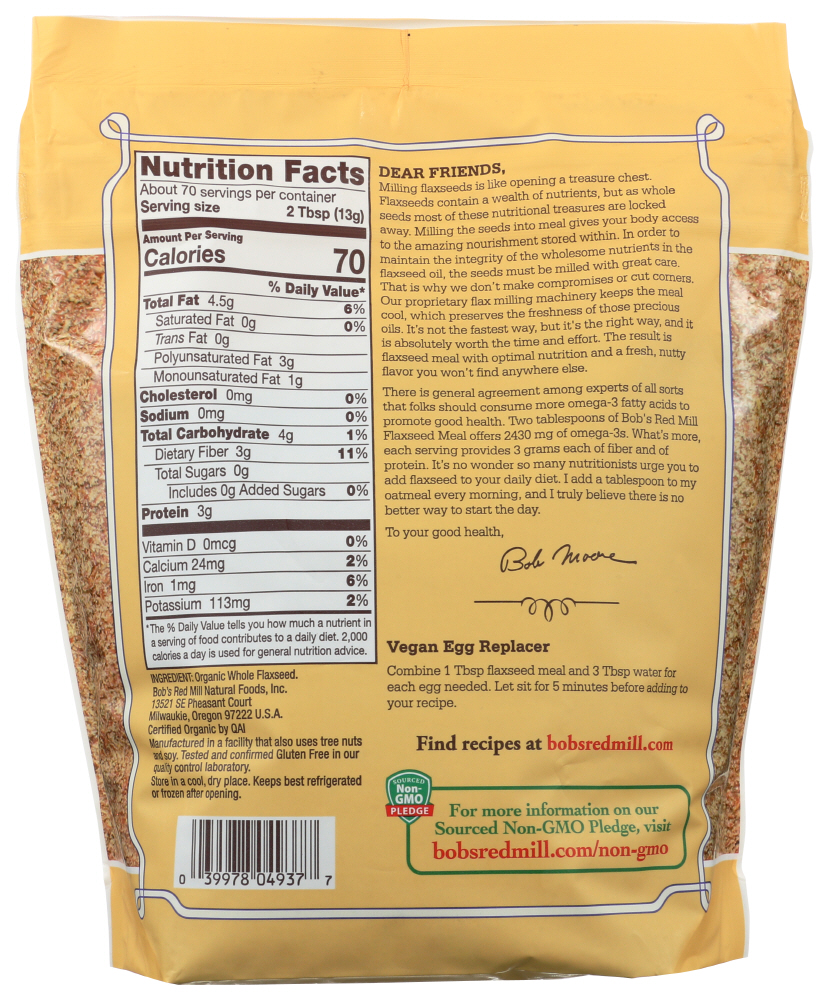 Nutrition Facts
About 70 servings per container
Serving size 2 Tbsp (13g)
Amount Per Serving
Calories 70
% Daily Value*
Total Fat 4.5g 6%
Saturated Fat 0g 0%
Trans Fat 0g
Polyunsaturated Fat 3g
Monounsaturated Fat 1g
Cholesterol 0mg 0%
Sodium 0mg 0%
Total Carbohydrate 4g 1%
Dietary Fiber 3g 11%
Total Sugars 0g
Includes 0g Added Sugars 0%
Protein 3g
Vitamin D 0mcg 0%
Calcium 24mg 2%
Iron 1mg 6%
Potassium 113mg 2%
*The % Daily Value tells you how much a nutrient in
a serving of food contributes to a daily diet. 2,000
calories a day is used for general nutrition advice.
INGREDIENT: Organic Whole Flaxseed.
Bob's Red Mill Natural Foods, Inc.
13521 SE Pheasant Court
Milwaukie, Oregon 97222 U.S.A.
Certified Organic by QAI
Manufactured in a facility that also uses tree nuts
and soy. Tested and confirmed Gluten Free in our
quality control laboratory.
Store in a cool, dry place. Keeps best refrigerated
or frozen after opening.
0 39978 04937 7
DEAR FRIENDS,
Milling flaxseeds is like opening a treasure chest.
Flaxseeds contain a wealth of nutrients, but as whole
seeds most of these nutritional treasures are locked
away. Milling the seeds into meal gives your body access
to the amazing nourishment stored within. In order to
maintain the integrity of the wholesome nutrients in the
flaxseed oil, the seeds must be milled with great care.
That is why we don't make compromises or cut corners.
Our proprietary flax milling machinery keeps the meal
cool, which preserves the freshness of those precious
oils. It's not the fastest way, but it's the right way, and it
is absolutely worth the time and effort. The result is
flaxseed meal with optimal nutrition and a fresh, nutty
flavor you won't find anywhere else.
There is general agreement among experts of all sorts
that folks should consume more omega-3 fatty acids to
promote good health. Two tablespoons of Bob's Red Mill
Flaxseed Meal offers 2430 mg of omega-3s. What's more,
each serving provides 3 grams each of fiber and of
protein. It's no wonder so many nutritionists urge you to
add flaxseed to your daily diet. I add a tablespoon to my
oatmeal every morning, and I truly believe there is no
better way to start the day.
To your good health,
Bob Moore
Vegan Egg Replacer
Combine 1 Tbsp flaxseed meal and 3 Tbsp water for
each egg needed. Let sit for 5 minutes before adding to
your recipe.
Find recipes at bobsredmill.com
SOURCED
Non-
GMO
PLEDGE
For more information on our
Sourced Non-GMO Pledge, visit
bobsredmill.com/non-gmo